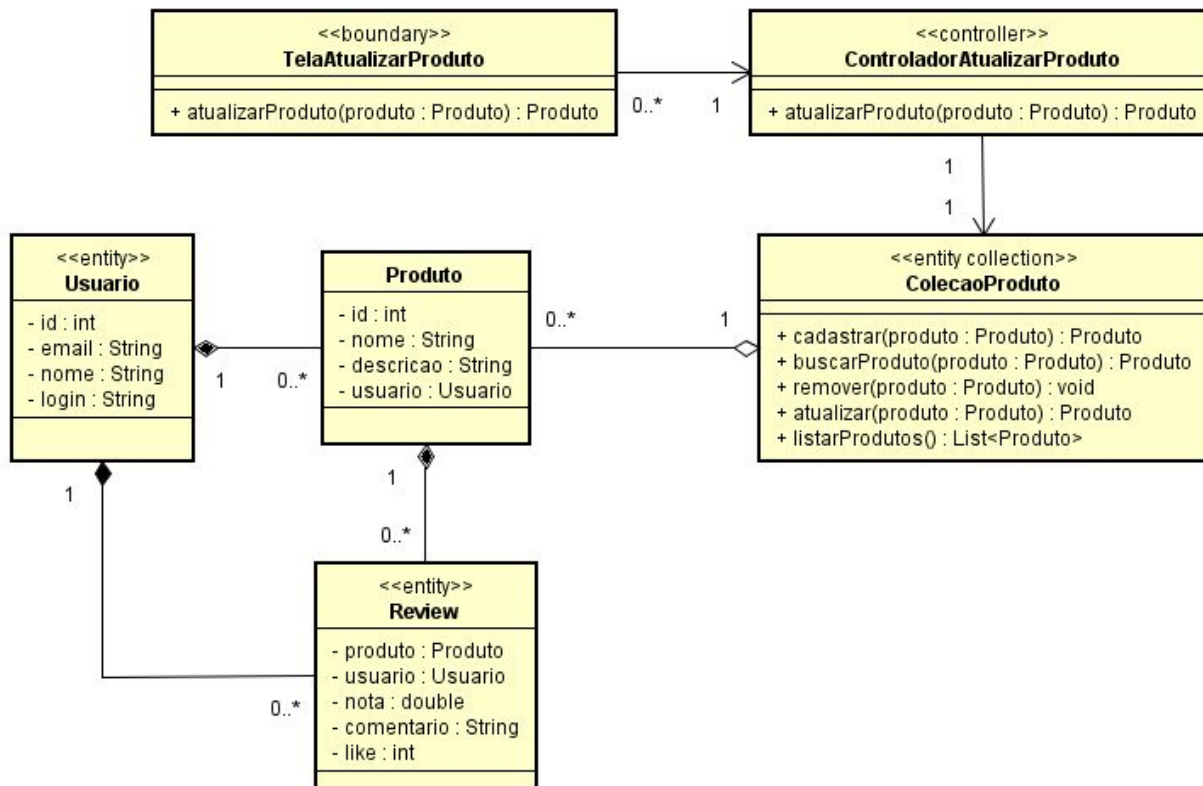 <<boundary>>
TelaAtualizarProduto
+ atualizarProduto(produto : Produto) : Produto
0..*
1
<<controller>>
ControladorAtualizarProduto
+ atualizarProduto(produto : Produto) : Produto
1
1
<<entity>>
Usuario
- id : int
- email : String
- nome : String
- login : String
1
0..*
Produto
- id : int
- nome : String
- descricao : String
- usuario : Usuario
0..*
1
<<entity collection>>
ColecaoProduto
+ cadastrar(produto : Produto) : Produto
+ buscarProduto(produto : Produto) : Produto
+ remover(produto : Produto) : void
+ atualizar(produto : Produto) : Produto
+ listarProdutos() : List<Produto>
1
1
0..*
0..*
<<entity>>
Review
- produto : Produto
- usuario : Usuario
- nota : double
- comentario : String
- like : int